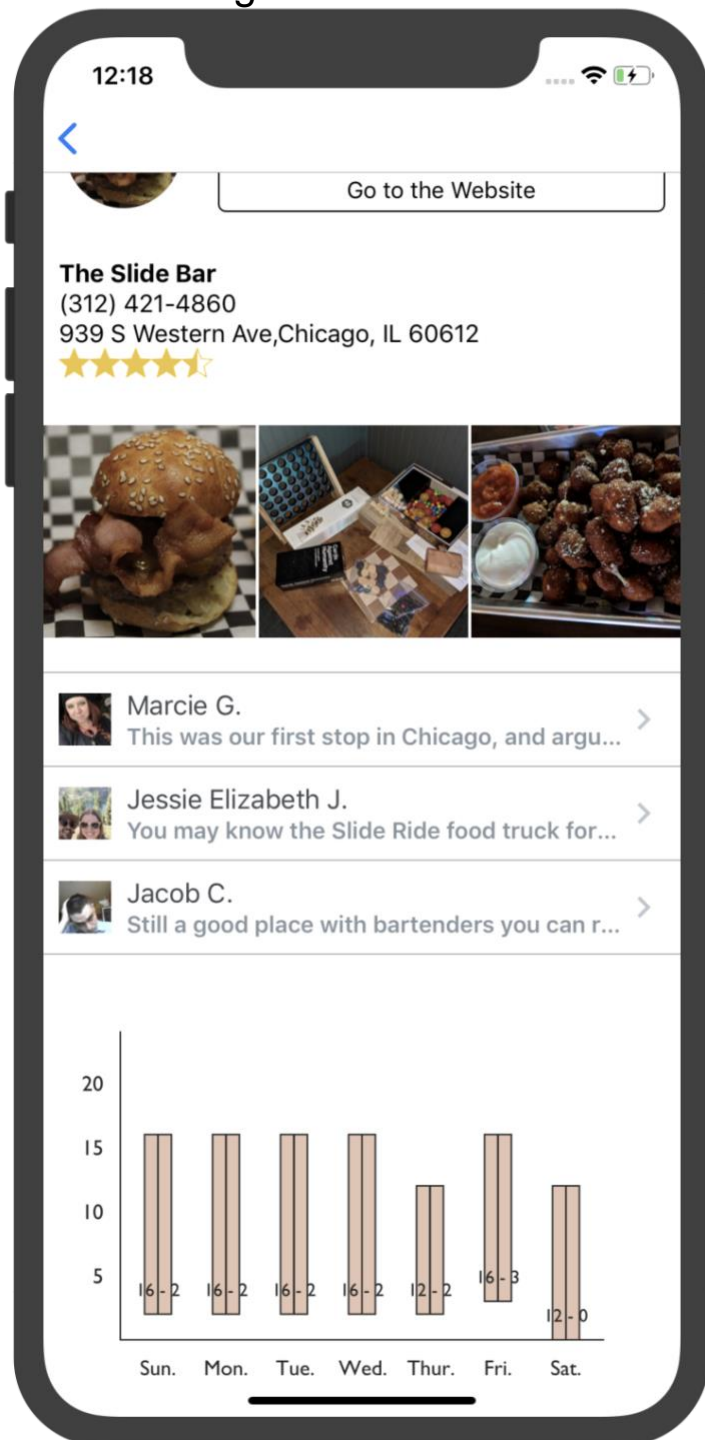 12:18
Go to the Website
The Slide Bar
(312) 421-4860
939 S Western Ave,Chicago, IL 60612
Marcie G.
This was our first stop in Chicago, and argu...
Jessie Elizabeth J.
You may know the Slide Ride food truck for...
Jacob C.
Still a good place with bartenders you can r...
20
15
10
5
16 - 2 16 - 2 16 - 2 16 - 2 12 - 2 16 - 3 12 - 0
Sun. Mon. Tue. Wed. Thur. Fri. Sat.